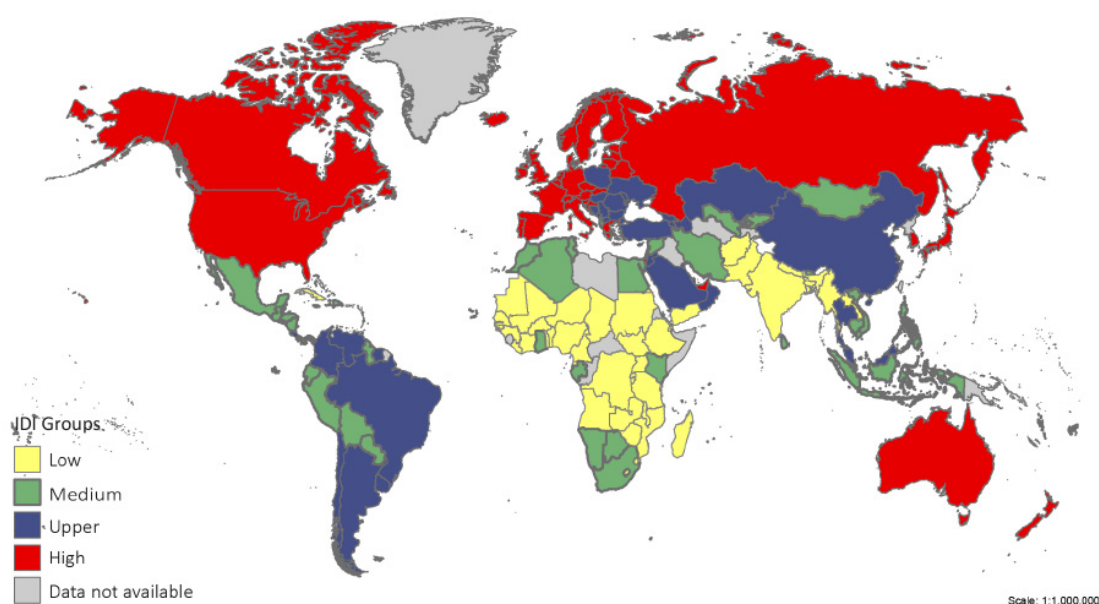 IDI Groups
Low
Medium
Upper
High
Data not available
Scale: 1:1.000.000